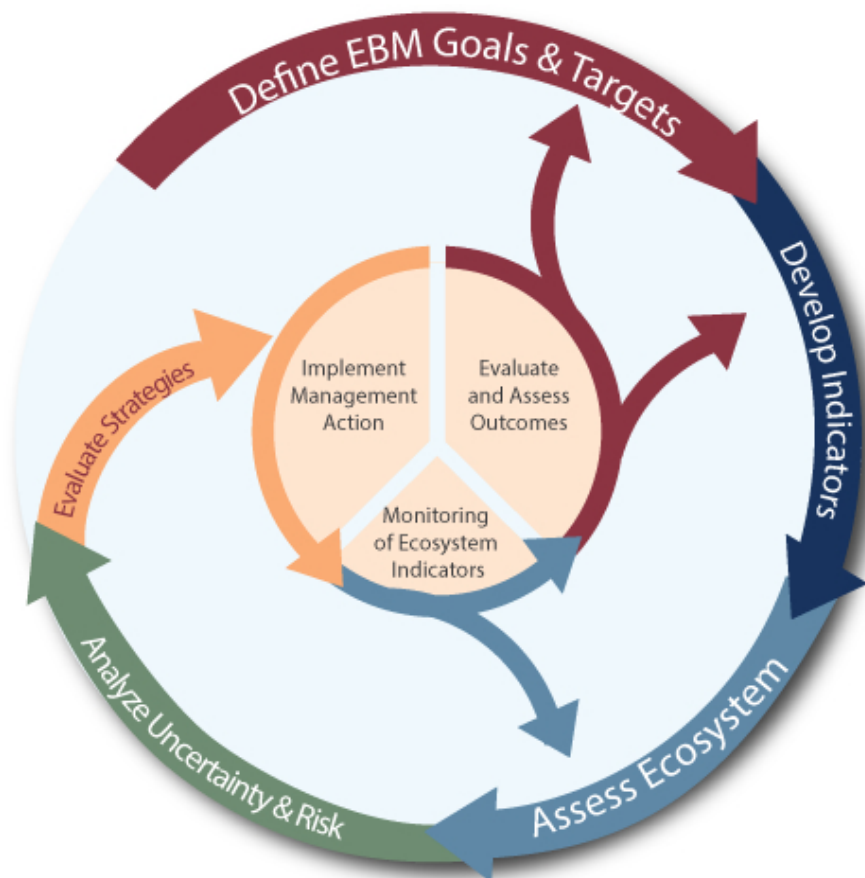 Define EBM Goals & Targets
Develop Indicators
Assess Ecosystem
Analyze Uncertainty & Risk
Evaluate Strategies
Implement
Management
Action
Evaluate
and Assess
Outcomes
Monitoring
of Ecosystem
Indicators